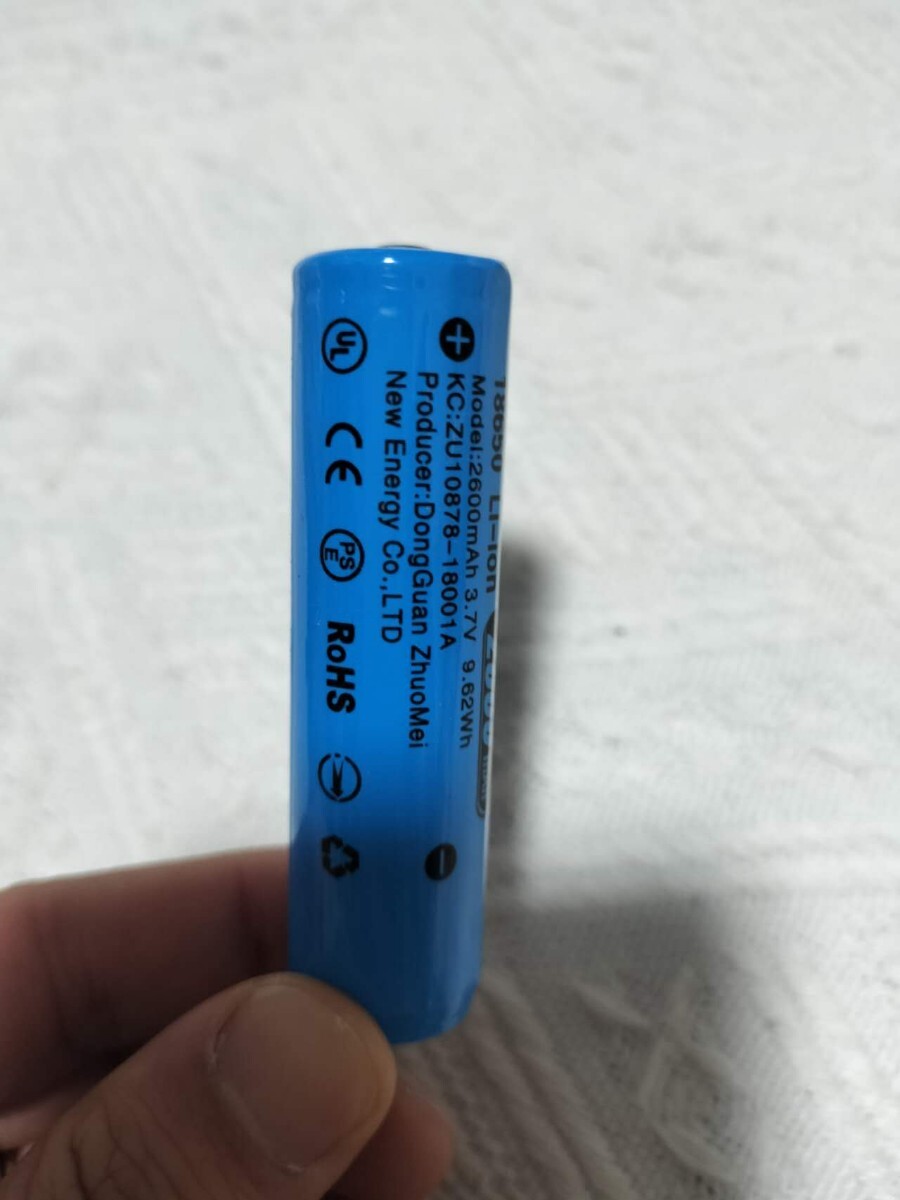 18650 Li-ion
Model:2600mAh 3.7V 9.62Wh
KC:ZU10878-18001A
Producer:DongGuan ZhuoMei
New Energy Co.,LTD
UL CE PSE RoHS